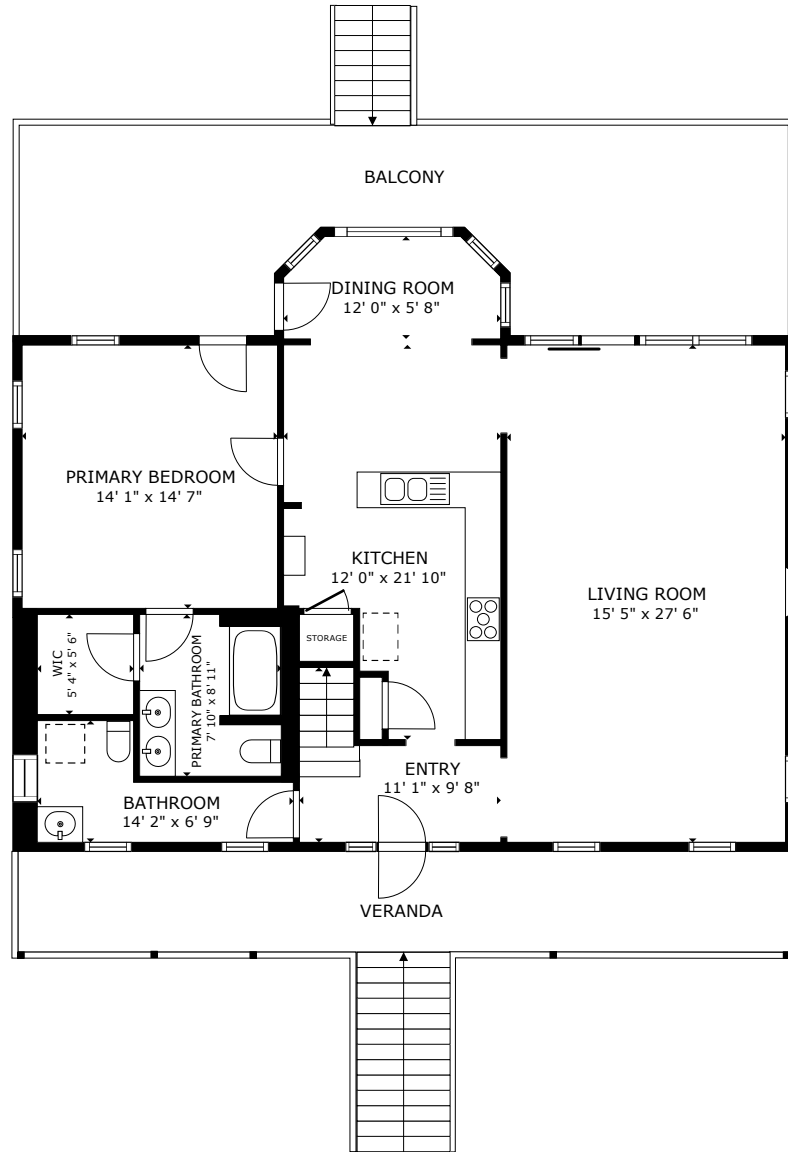 BALCONY
DINING ROOM
12' 0" x 5' 8"
PRIMARY BEDROOM
14' 1" x 14' 7"
KITCHEN
12' 0" x 21' 10"
LIVING ROOM
15' 5" x 27' 6"
STORAGE
WIC
5' 4" x 5' 6"
PRIMARY BATHROOM
7' 10" x 8' 11"
ENTRY
11' 1" x 9' 8"
BATHROOM
14' 2" x 6' 9"
VERANDA